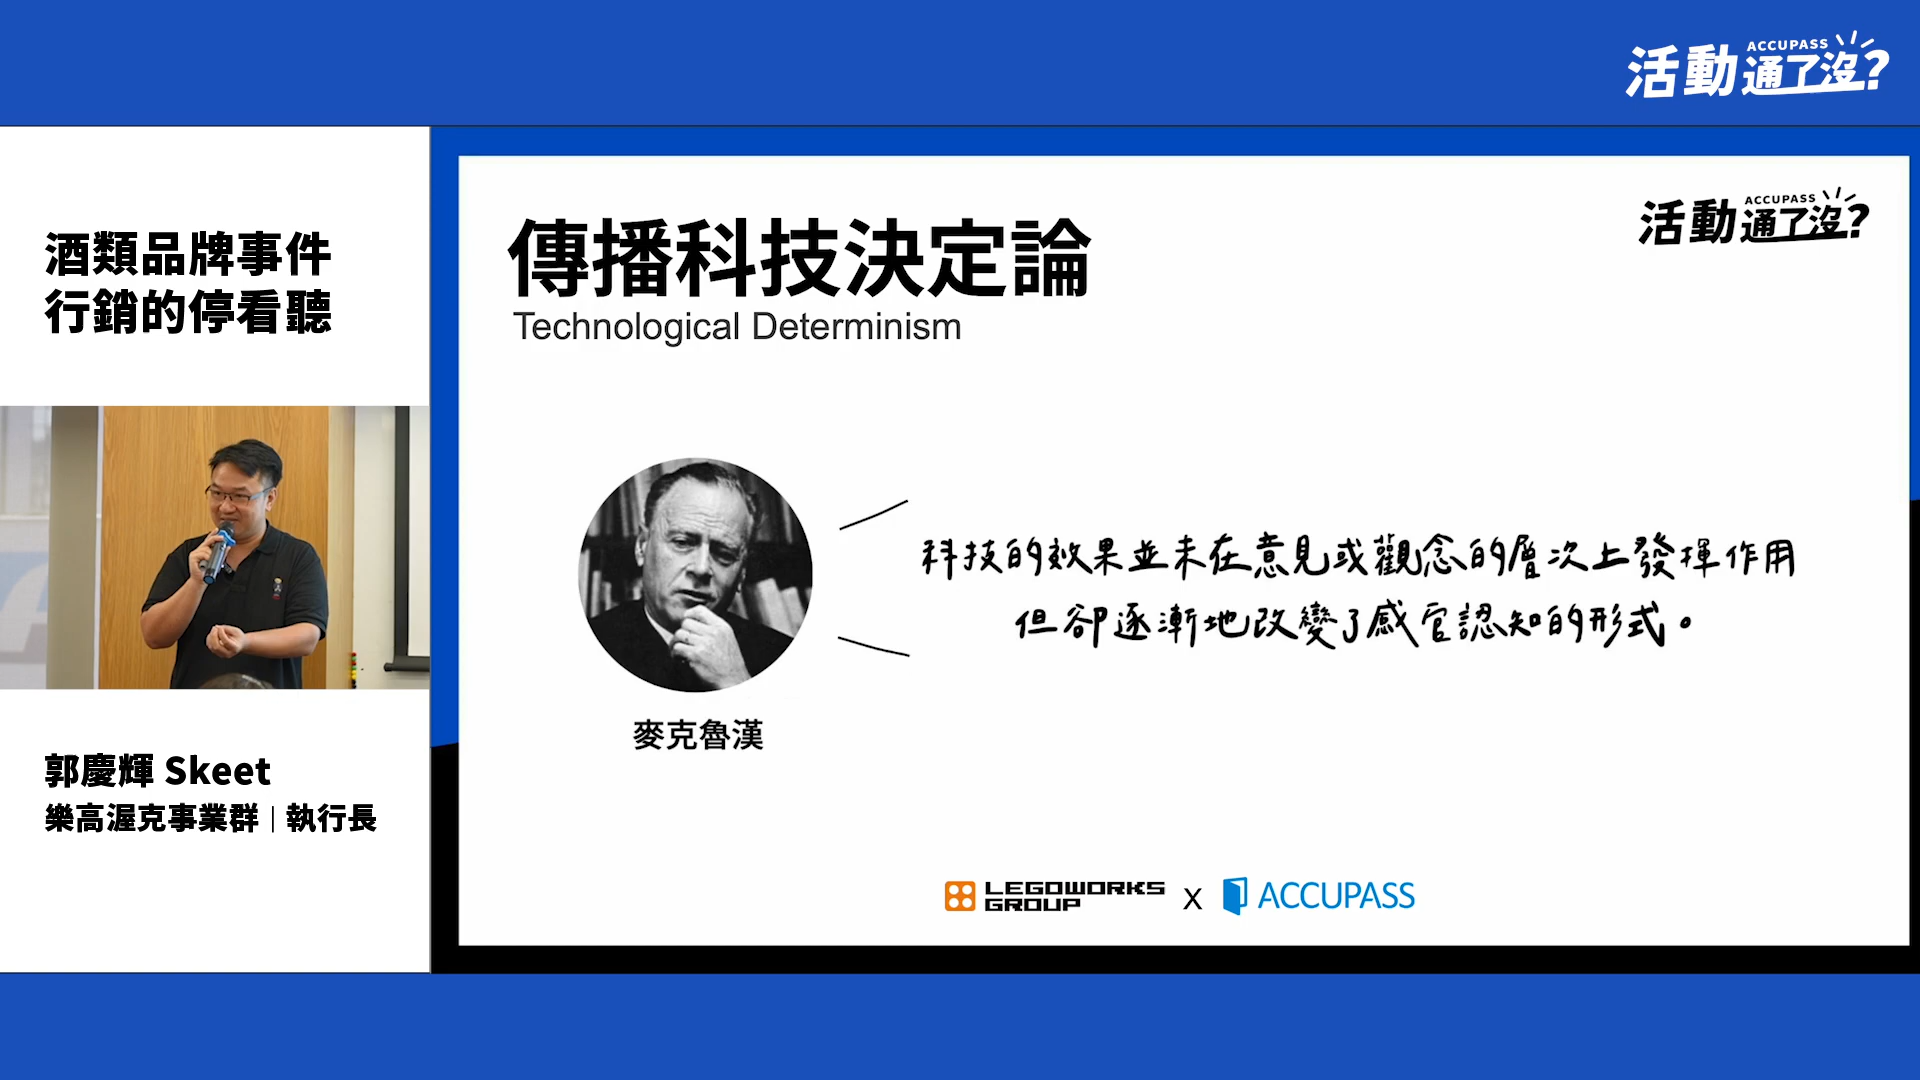 活動 ACCUPASS 通了沒?
酒類品牌事件
行銷的停看聽
郭慶輝 Skeet
樂高渥克事業群 | 執行長
活動 ACCUPASS 通了沒?
傳播科技決定論
Technological Determinism
科技的效果並未在意見或觀念的層次上發揮作用
但卻逐漸地改變了感官認知的形式。
麥克魯漢
LEGOWORKS
GROUP
X
ACCUPASS